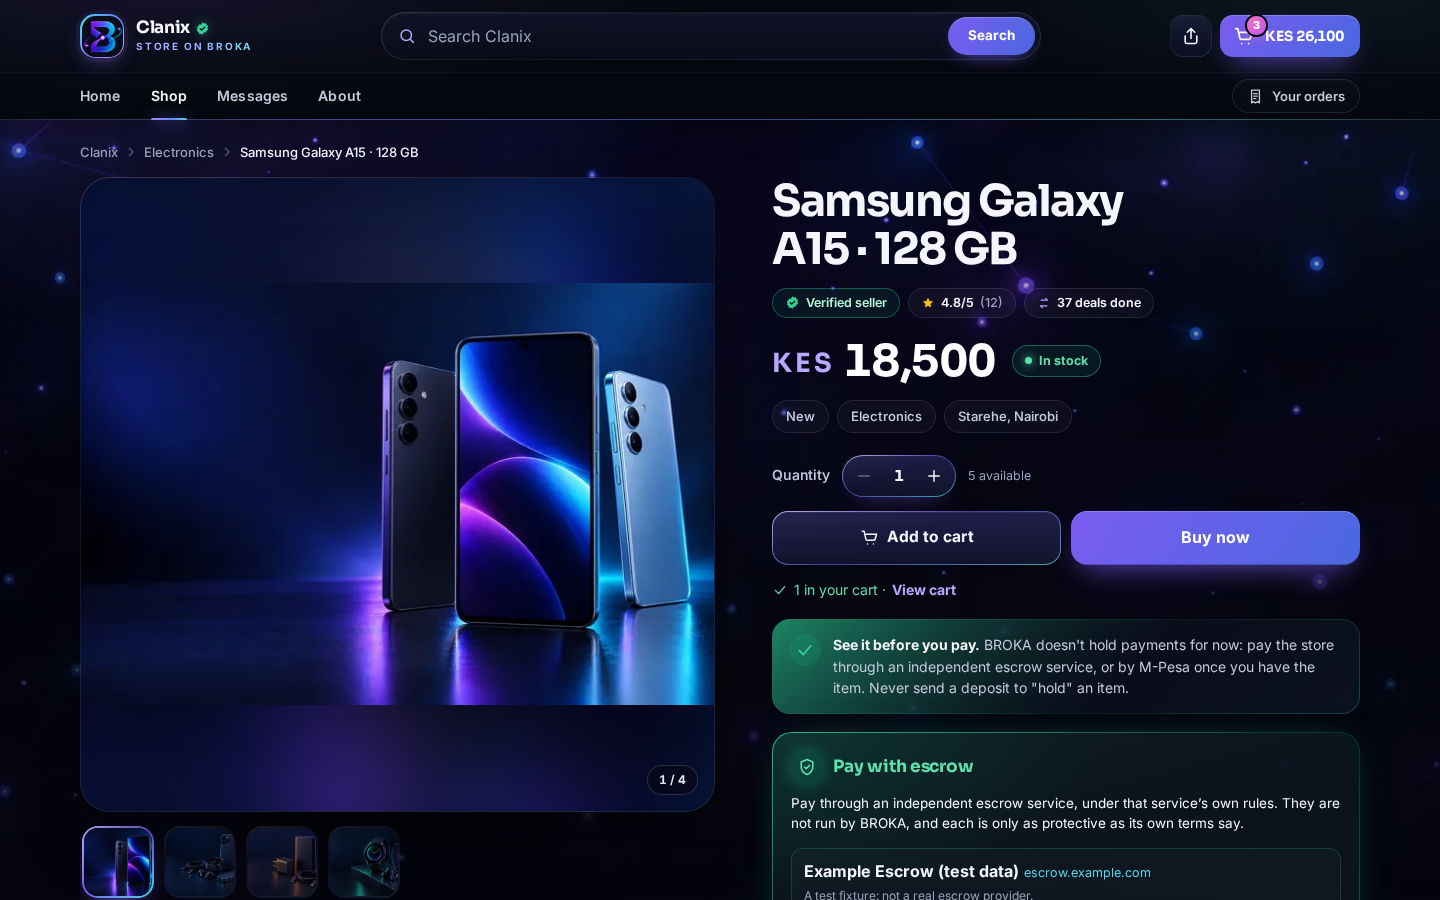 Clanix
STORE ON BROKA
Search Clanix
Search
3
KES 26,100
Home
Shop
Messages
About
Your orders
Clanix
Electronics
Samsung Galaxy A15 · 128 GB
Samsung Galaxy
A15 · 128 GB
Verified seller
4.8/5 (12)
37 deals done
KES 18,500
In stock
New
Electronics
Starehe, Nairobi
Quantity
1
5 available
Add to cart
Buy now
1 in your cart · View cart
See it before you pay. BROKA doesn't hold payments for now: pay the store
through an independent escrow service, or by M-Pesa once you have the
item. Never send a deposit to "hold" an item.
1 / 4
Pay with escrow
Pay through an independent escrow service, under that service's own rules. They are
not run by BROKA, and each is only as protective as its own terms say.
Example Escrow (test data) escrow.example.com
A test fixture: not a real escrow provider.